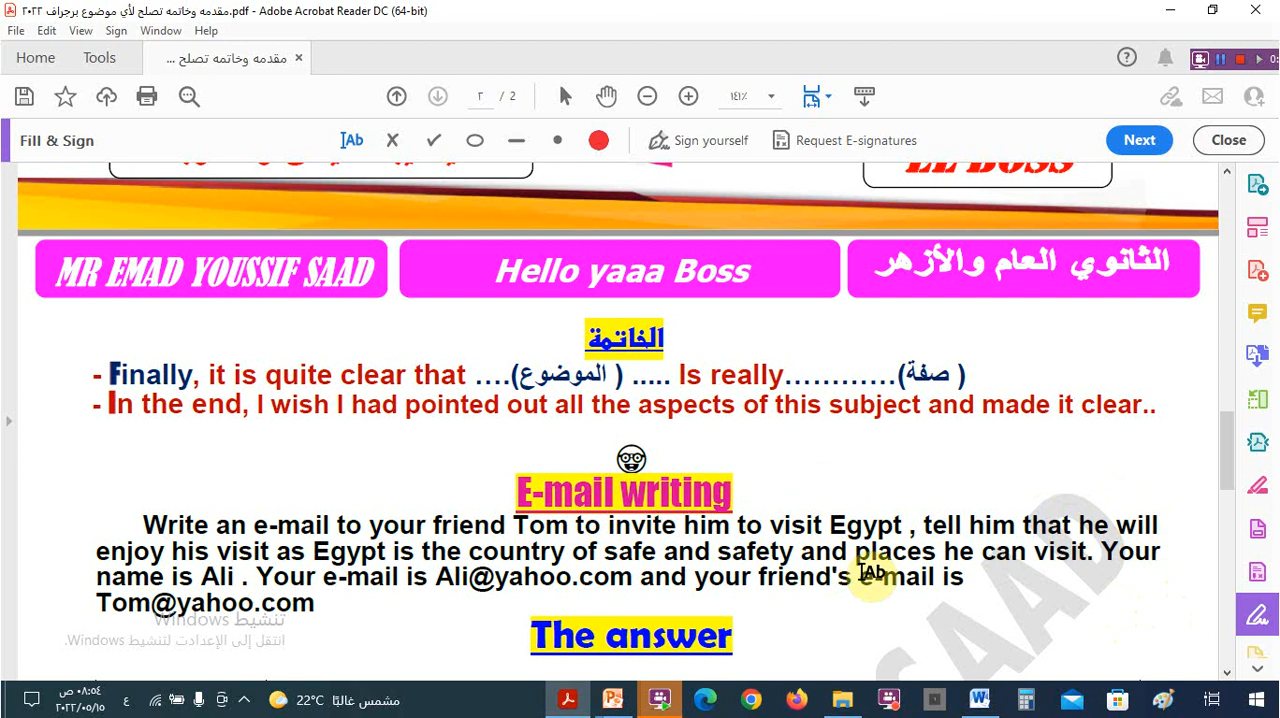 مقدمه وخاتمه تصلح لأي موضوع برجراف ٢٠٢٢.pdf - Adobe Acrobat Reader DC (64-bit)
File Edit View Sign Window Help
Home Tools مقدمه وخاتمه تصلح ... ×
٢ / 2 ١٤١٪
Fill & Sign Ab Sign yourself Request E-signatures Next Close
EL BOSS
MR EMAD YOUSSIF SAAD Hello yaaa Boss الثانوي العام والأزهر
الخاتمة
- Finally, it is quite clear that ….(الموضوع ) ..... Is really…………(صفة )
- In the end, I wish I had pointed out all the aspects of this subject and made it clear..
E-mail writing
Write an e-mail to your friend Tom to invite him to visit Egypt , tell him that he will
enjoy his visit as Egypt is the country of safe and safety and places he can visit. Your
name is Ali . Your e-mail is Ali@yahoo.com and your friend's e-mail is
Tom@yahoo.com
The answer
SAAD
تنشيط Windows
انتقل إلى الإعدادات لتنشيط Windows.
٠٨:٥٤ ص
٢٠٢٢/٠٥/١٥
ع
22°C مشمس غالبًا